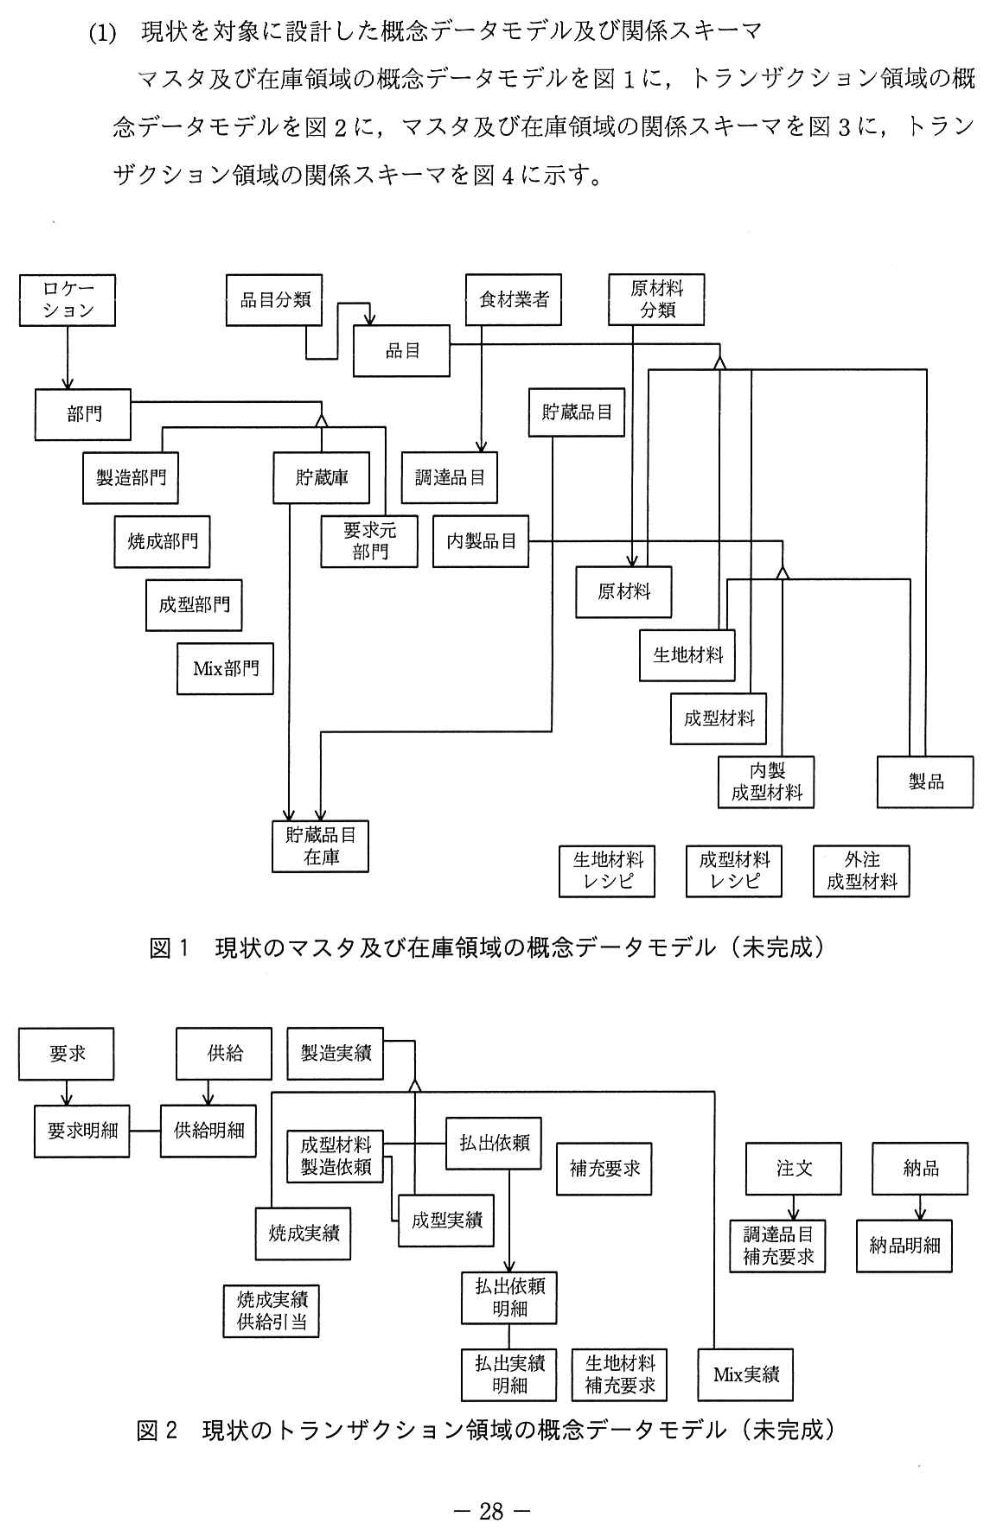 (1) 現状を対象に設計した概念データモデル及び関係スキーマ
マスタ及び在庫領域の概念データモデルを図1に，トランザクション領域の概
念データモデルを図2に，マスタ及び在庫領域の関係スキーマを図3に，トラン
ザクション領域の関係スキーマを図4に示す。
ロケー
ション
品目分類
食材業者
原材料
分類
品目
部門
貯蔵品目
製造部門
貯蔵庫
調達品目
焼成部門
要求元
部門
内製品目
原材料
成型部門
生地材料
Mix部門
成型材料
内製
成型材料
製品
貯蔵品目
在庫
生地材料
レシピ
成型材料
レシピ
外注
成型材料
図1 現状のマスタ及び在庫領域の概念データモデル（未完成）
要求
供給
製造実績
要求明細
供給明細
成型材料
製造依頼
払出依頼
補充要求
注文
納品
焼成実績
成型実績
調達品目
補充要求
納品明細
焼成実績
供給引当
払出依頼
明細
払出実績
明細
生地材料
補充要求
Mix実績
図2 現状のトランザクション領域の概念データモデル（未完成）
－ 28 －